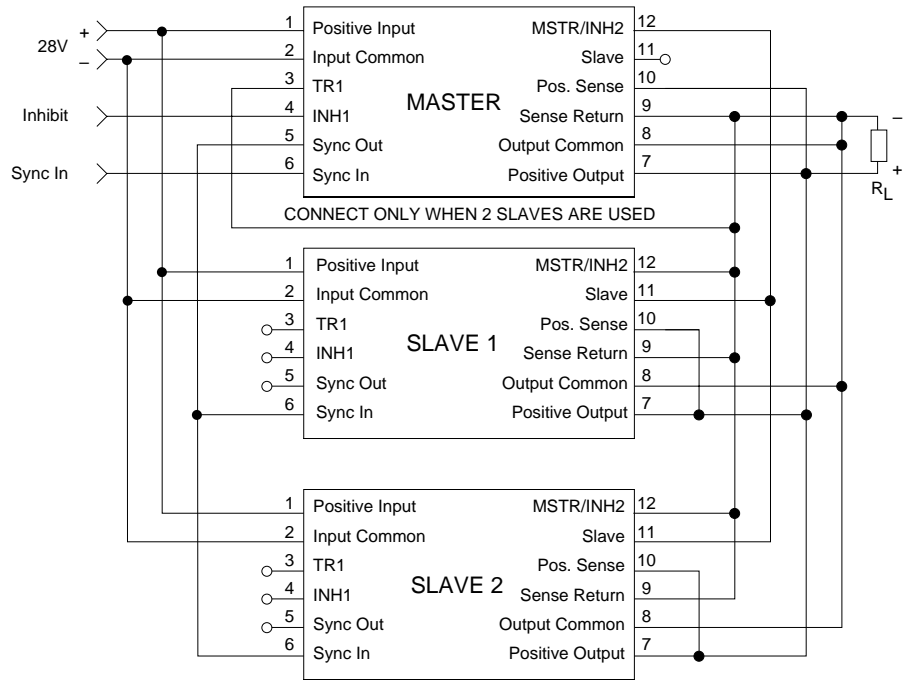 28V
+
–
Inhibit
Sync In
1 Positive Input MSTR/INH2 12
2 Input Common Slave 11
3 TR1 Pos. Sense 10
4 INH1 MASTER Sense Return 9
5 Sync Out Output Common 8
6 Sync In Positive Output 7
–
+
RL
CONNECT ONLY WHEN 2 SLAVES ARE USED
1 Positive Input MSTR/INH2 12
2 Input Common Slave 11
3 TR1 Pos. Sense 10
4 INH1 SLAVE 1 Sense Return 9
5 Sync Out Output Common 8
6 Sync In Positive Output 7
1 Positive Input MSTR/INH2 12
2 Input Common Slave 11
3 TR1 Pos. Sense 10
4 INH1 SLAVE 2 Sense Return 9
5 Sync Out Output Common 8
6 Sync In Positive Output 7